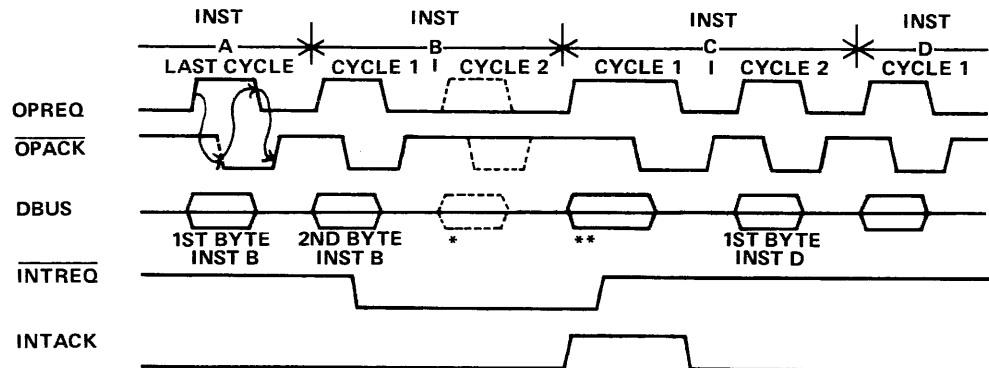 INST INST INST INST
A B C D
LAST CYCLE CYCLE 1 I CYCLE 2 CYCLE 1 I CYCLE 2 CYCLE 1
OPREQ
OPACK
DBUS
1ST BYTE 2ND BYTE * ** 1ST BYTE
INST B INST B INST D
INTREQ
INTACK